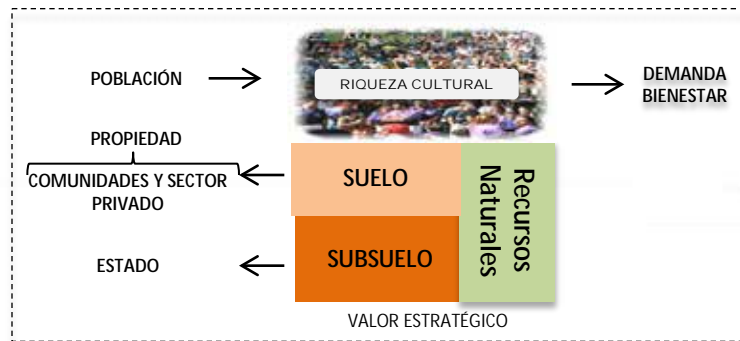 POBLACIÓN
RIQUEZA CULTURAL
DEMANDA
BIENESTAR
PROPIEDAD
COMUNIDADES Y SECTOR
PRIVADO
SUELO
Recursos
Naturales
ESTADO
SUBSUELO
VALOR ESTRATÉGICO